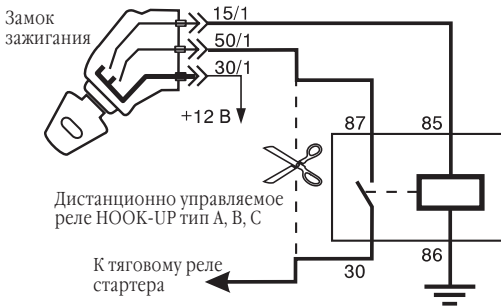 Замок
зажигания
15/1
50/1
30/1
+12 В
87
85
Дистанционно управляемое
реле HOOK-UP тип А, В, С
К тяговому реле
стартера
30
86